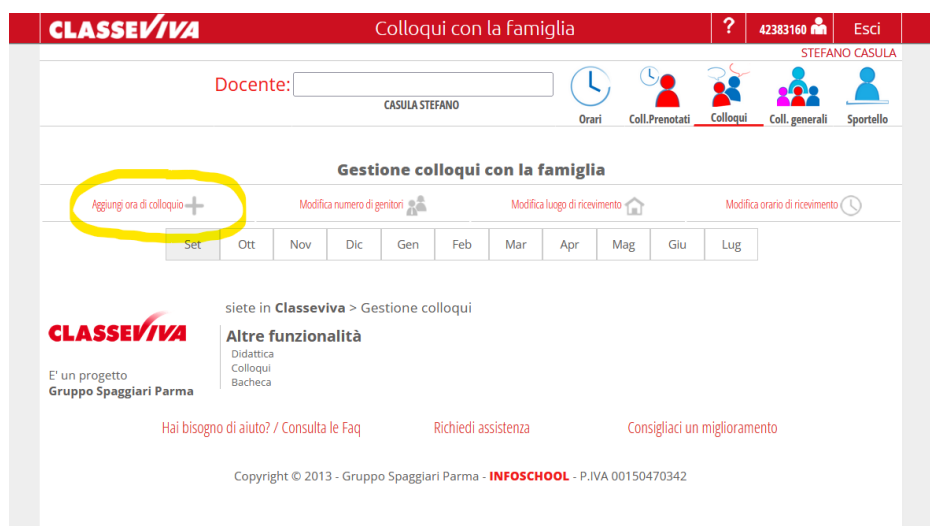 CLASSEVIVA Colloqui con la famiglia ? 42383160 Esci
STEFANO CASULA
Docente:
CASULA STEFANO
Orari Coll.Prenotati Colloqui Coll. generali Sportello
Gestione colloqui con la famiglia
Aggiungi ora di colloquio Modifica numero di genitori Modifica luogo di ricevimento Modifica orario di ricevimento
Set Ott Nov Dic Gen Feb Mar Apr Mag Giu Lug
siete in Classeviva > Gestione colloqui
CLASSEVIVA
Altre funzionalità
Didattica
Colloqui
Bacheca
E' un progetto
Gruppo Spaggiari Parma
Hai bisogno di aiuto? / Consulta le Faq Richiedi assistenza Consigliaci un miglioramento
Copyright © 2013 - Gruppo Spaggiari Parma - INFOSCHOOL - P.IVA 00150470342